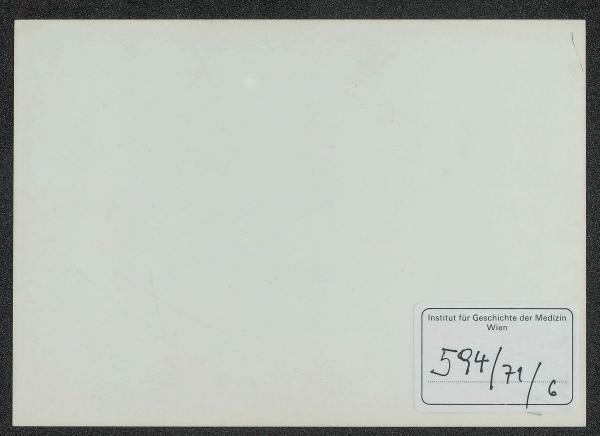 Institut für Geschichte der Medizin
Wien
594/71/6